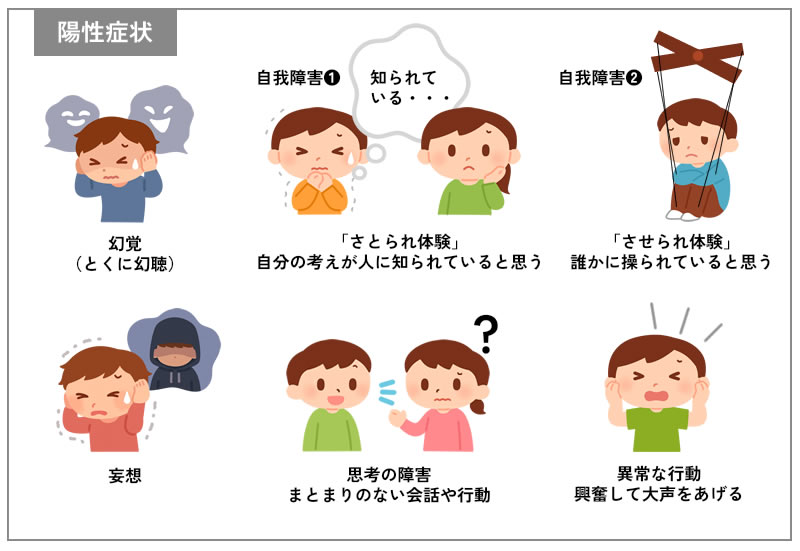 陽性症状
自我障害❶
知られて
いる・・・
自我障害❷
幻覚
（とくに幻聴）
「さとられ体験」
自分の考えが人に知られていると思う
「させられ体験」
誰かに操られていると思う
?
妄想
思考の障害
まとまりのない会話や行動
異常な行動
興奮して大声をあげる